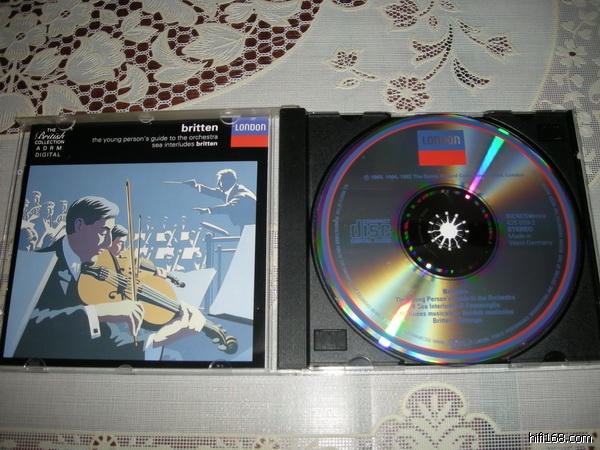 THE
British
COLLECTION
A D R M
DIGITAL
britten
the young person's guide to the orchestra
sea interludes britten
LONDON
LONDON
COMPACT
disc
DIGITAL AUDIO
STEREO
Made in
West Germany
The Young Person's Guide to the Orchestra
Sea Interludes
Britten
hifi168.com